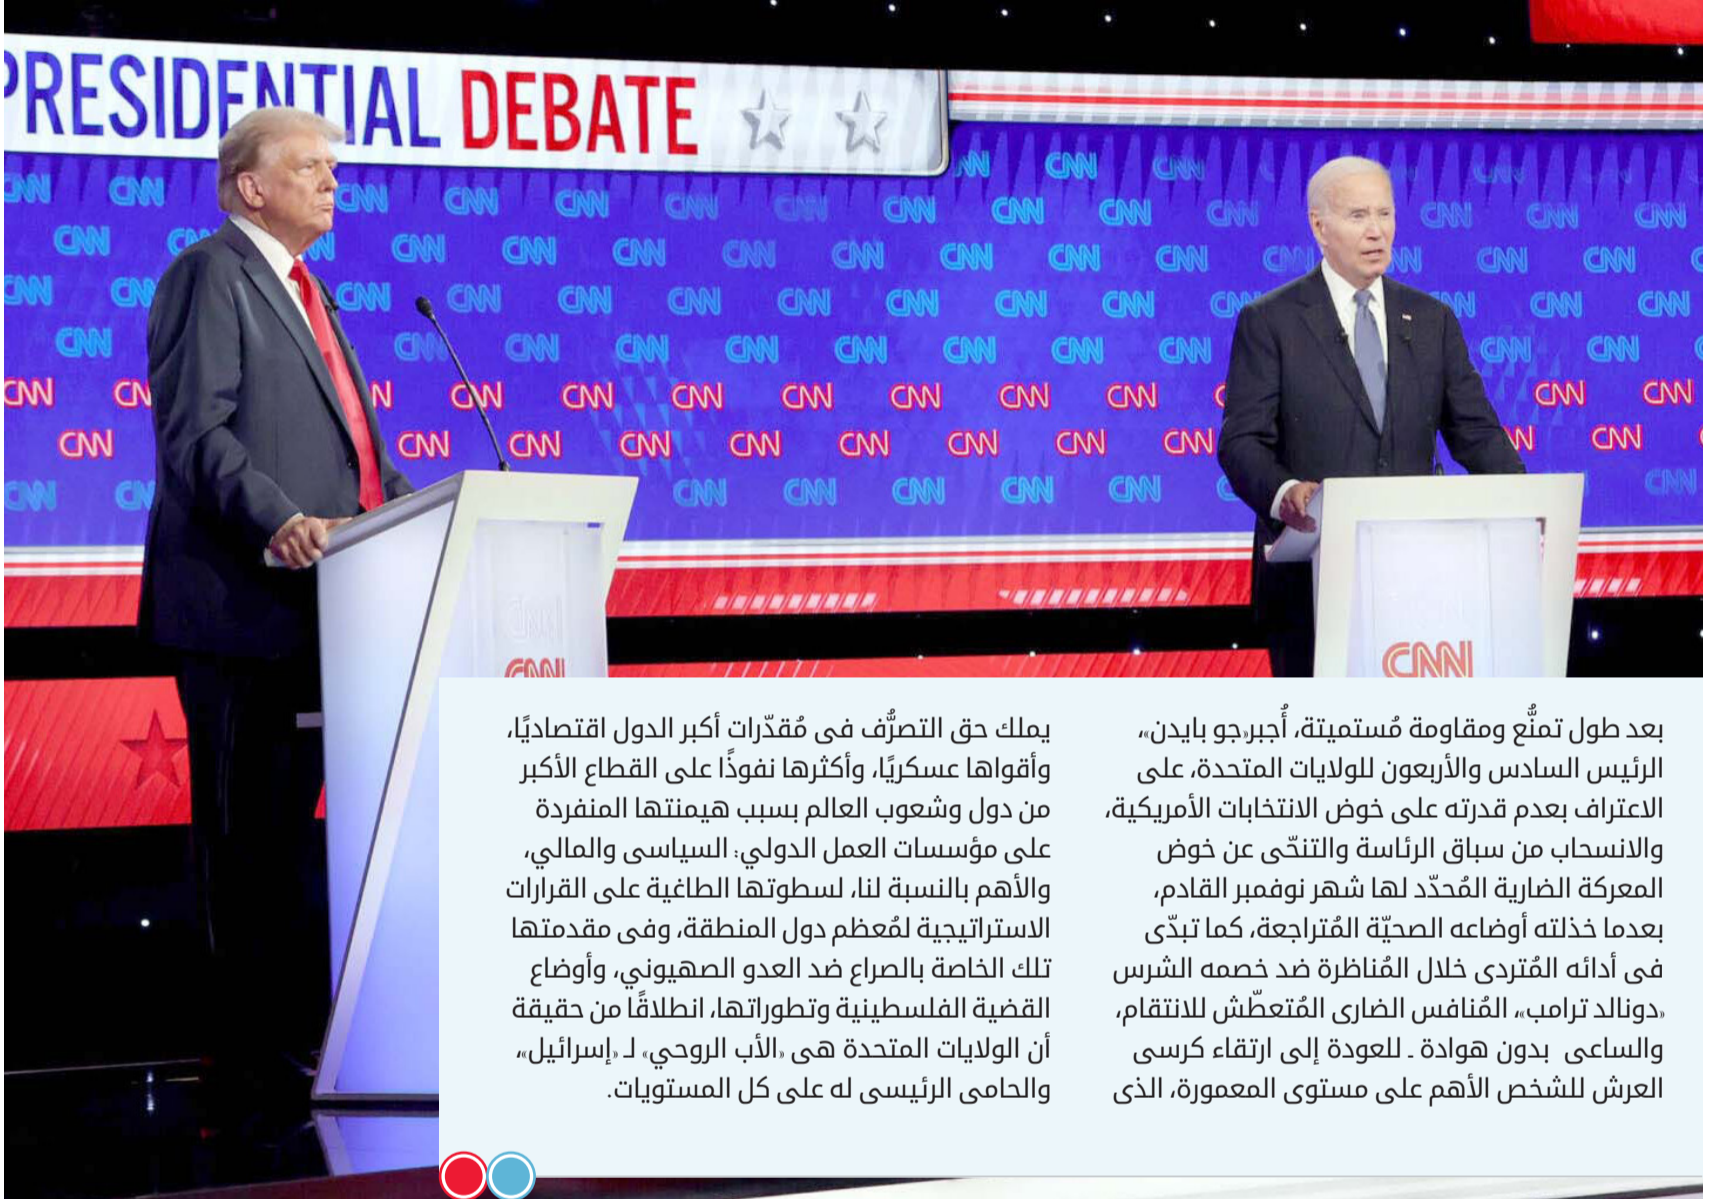 PRESIDENTIAL DEBATE
CNN
بعد طول تمنُّع ومقاومة مُستميتة، أُجبر«جو بايدن»،
الرئيس السادس والأربعون للولايات المتحدة، على
الاعتراف بعدم قدرته على خوض الانتخابات الأمريكية،
والانسحاب من سباق الرئاسة والتنحّى عن خوض
المعركة الضارية المُحدّد لها شهر نوفمبر القادم،
بعدما خذلته أوضاعه الصحيّة المُتراجعة، كما تبدّى
فى أدائه المُتردى خلال المُناظرة ضد خصمه الشرس
«دونالد ترامب»، المُنافس الضارى المُتعطّش للانتقام،
والساعى بدون هوادة ـ للعودة إلى ارتقاء كرسى
العرش للشخص الأهم على مستوى المعمورة، الذى
يملك حق التصرُّف فى مُقدّرات أكبر الدول اقتصاديًا،
وأقواها عسكريًا، وأكثرها نفوذًا على القطاع الأكبر
من دول وشعوب العالم بسبب هيمنتها المنفردة
على مؤسسات العمل الدولي: السياسى والمالي،
والأهم بالنسبة لنا، لسطوتها الطاغية على القرارات
الاستراتيجية لمُعظم دول المنطقة، وفى مقدمتها
تلك الخاصة بالصراع ضد العدو الصهيوني، وأوضاع
القضية الفلسطينية وتطوراتها، انطلاقًا من حقيقة
أن الولايات المتحدة هى «الأب الروحي» لـ «إسرائيل»،
والحامى الرئيسى له على كل المستويات.